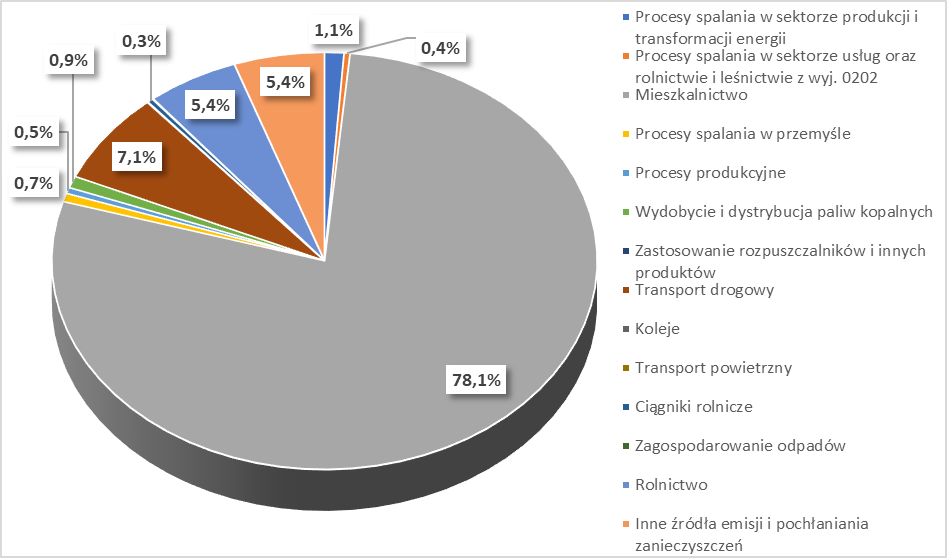 1,1%
0,4%
0,3%
0,9%
5,4%
5,4%
0,5%
7,1%
0,7%
78,1%
Procesy spalania w sektorze produkcji i
transformacji energii
Procesy spalania w sektorze usług oraz
rolnictwie i leśnictwie z wyj. 0202
Mieszkalnictwo
Procesy spalania w przemyśle
Procesy produkcyjne
Wydobycie i dystrybucja paliw kopalnych
Zastosowanie rozpuszczalników i innych
produktów
Transport drogowy
Koleje
Transport powietrzny
Ciągniki rolnicze
Zagospodarowanie odpadów
Rolnictwo
Inne źródła emisji i pochłaniania
zanieczyszczeń